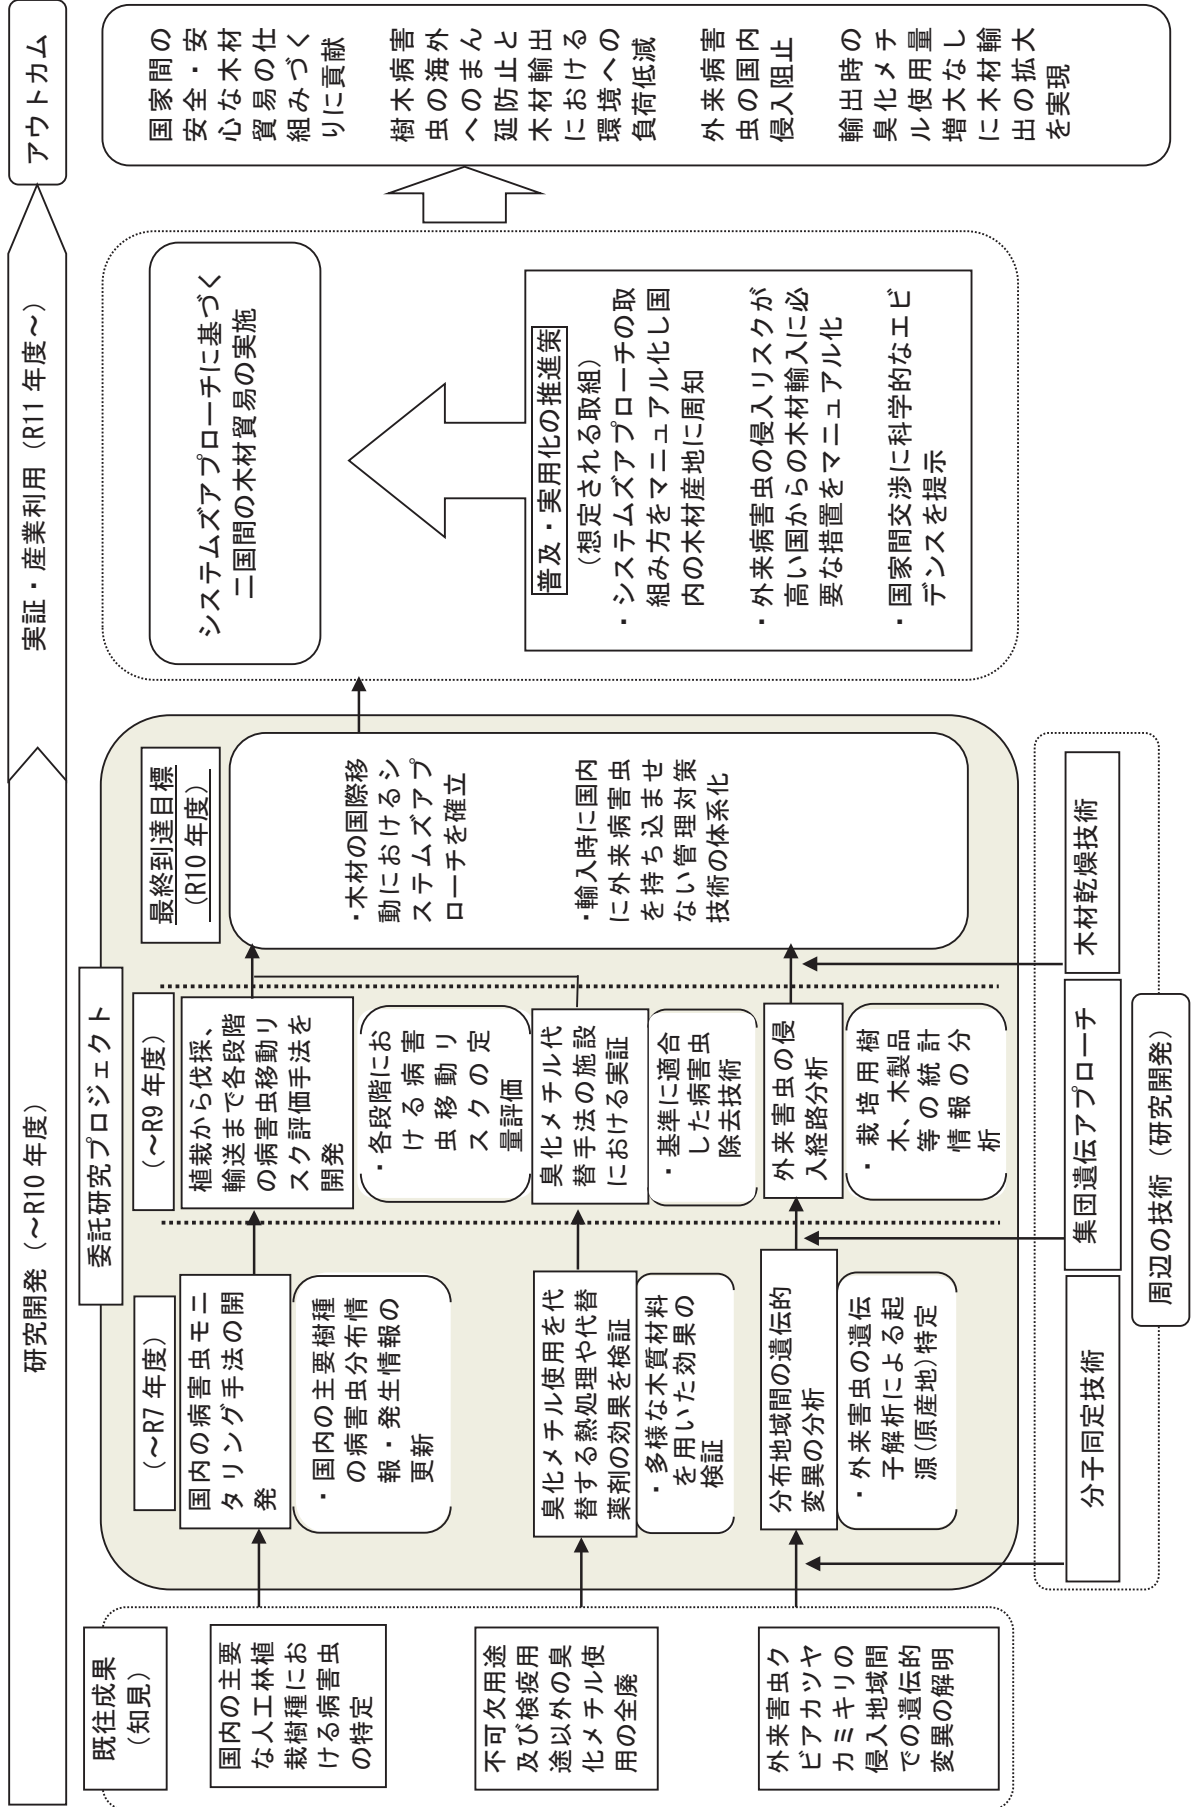 研究開発（～R10 年度）
実証・産業利用（R11 年度～）
アウトカム
既往成果
（知見）
国内の主要
な人工林植
栽樹種にお
ける病害虫
の特定
不可欠用途
及び検疫用
途以外の臭
化メチル使
用の全廃
外来害虫ク
ビアカツヤ
カミキリの
侵入地域間
での遺伝的
変異の解明
委託研究プロジェクト
（～R7 年度）
国内の病害虫モニ
タリング手法の開
発
・国内の主要樹種
の病害虫分布情
報・発生情報の
更新
臭化メチル使用を代
替する熱処理や代替
薬剤の効果を検証
・多様な木質材料
を用いた効果の
検証
分布地域間の遺伝的
変異の分析
・外来害虫の遺伝
子解析による起
源(原産地)特定
（～R9 年度）
植栽から伐採、
輸送まで各段階
の病害虫移動リ
スク評価手法を
開発
・各段階にお
ける病害
虫移動リ
スクの定
量評価
臭化メチル代
替手法の施設
における実証
・基準に適合
した病害虫
除去技術
外来害虫の侵
入経路分析
・栽培用樹
木、木製品
等の統計
情報の分
析
最終到達目標
（R10 年度）
・木材の国際移
動におけるシ
ステムズアプ
ローチを確立
・輸入時に国内
に外来病害虫
を持ち込ませ
ない管理対策
技術の体系化
システムズアプローチに基づく
二国間の木材貿易の実施
普及・実用化の推進策
（想定される取組）
・システムズアプローチの取
組み方をマニュアル化し国
内の木材産地に周知
・外来病害虫の侵入リスクが
高い国からの木材輸入に必
要な措置をマニュアル化
・国家間交渉に科学的なエビ
デンスを提示
国家間の
安全・安
心な木材
貿易の仕
組みづく
りに貢献
樹木病害
虫の海外
へのまん
延防止と
木材輸出
における
環境への
負荷低減
外来病害
虫の国内
侵入阻止
輸出時の
臭化メチ
ル使用量
増大なし
に木材輸
出の拡大
を実現
分子同定技術
集団遺伝アプローチ
木材乾燥技術
周辺の技術（研究開発）